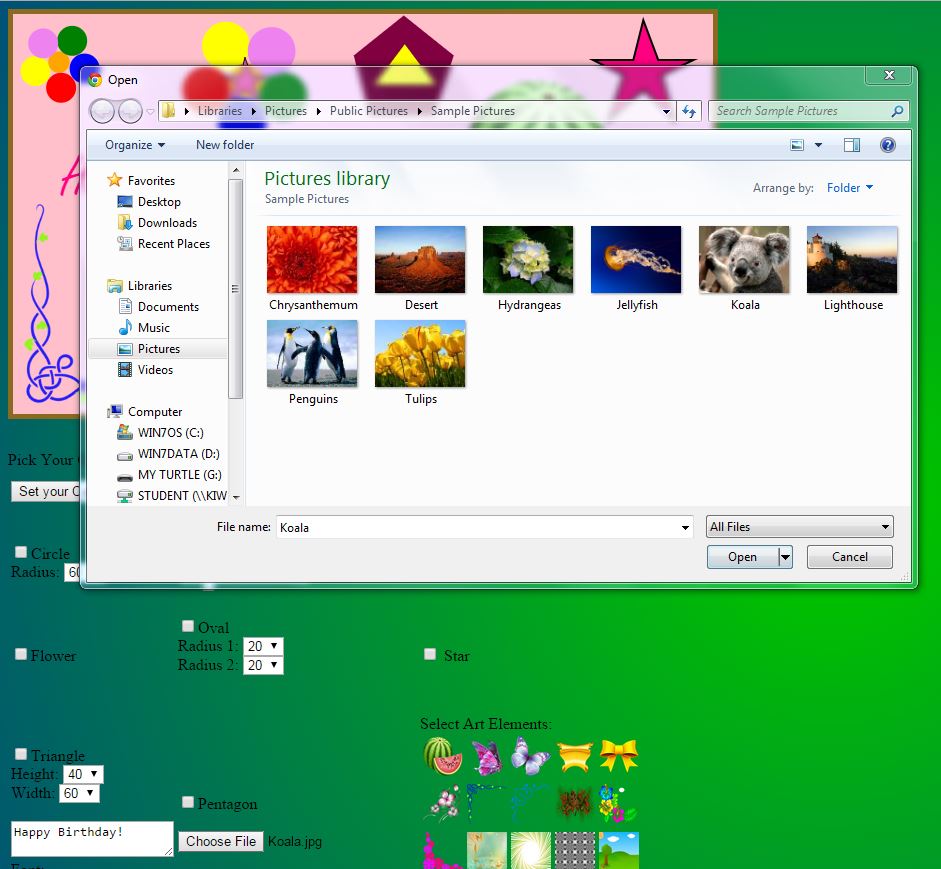 Open
Libraries Pictures Public Pictures Sample Pictures
Search Sample Pictures
Organize New folder
Favorites
Desktop
Downloads
Recent Places
Libraries
Documents
Music
Pictures
Videos
Computer
WIN7OS (C:)
WIN7DATA (D:)
MY TURTLE (G:)
STUDENT (\\KIW
Pictures library
Sample Pictures
Arrange by: Folder
Chrysanthemum Desert Hydrangeas Jellyfish Koala Lighthouse
Penguins Tulips
File name: Koala All Files
Open Cancel
Pick Your
Set your
Circle
Radius: 60
Flower
Oval
Radius 1: 20
Radius 2: 20
Star
Select Art Elements:
Triangle
Height: 40
Width: 60
Pentagon
Happy Birthday!
Choose File Koala.jpg